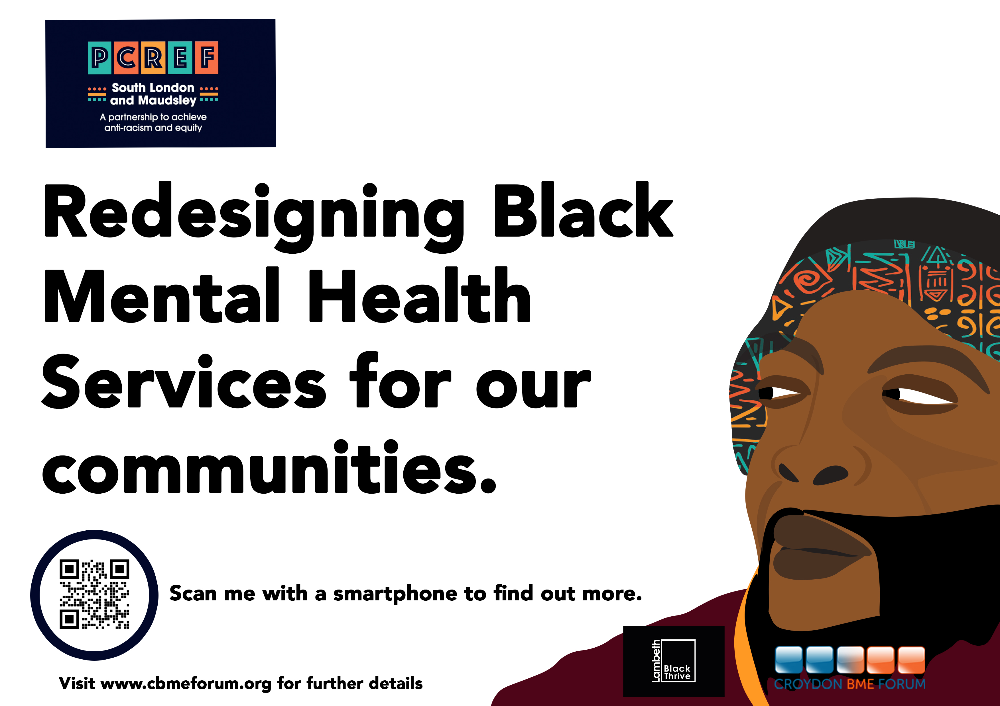 PCREF
South London
and Maudsley
A partnership to achieve
anti-racism and equity
Redesigning Black
Mental Health
Services for our
communities.
Scan me with a smartphone to find out more.
Visit www.cbmeforum.org for further details
Lambeth
Black
Thrive
CROYDON BME FORUM